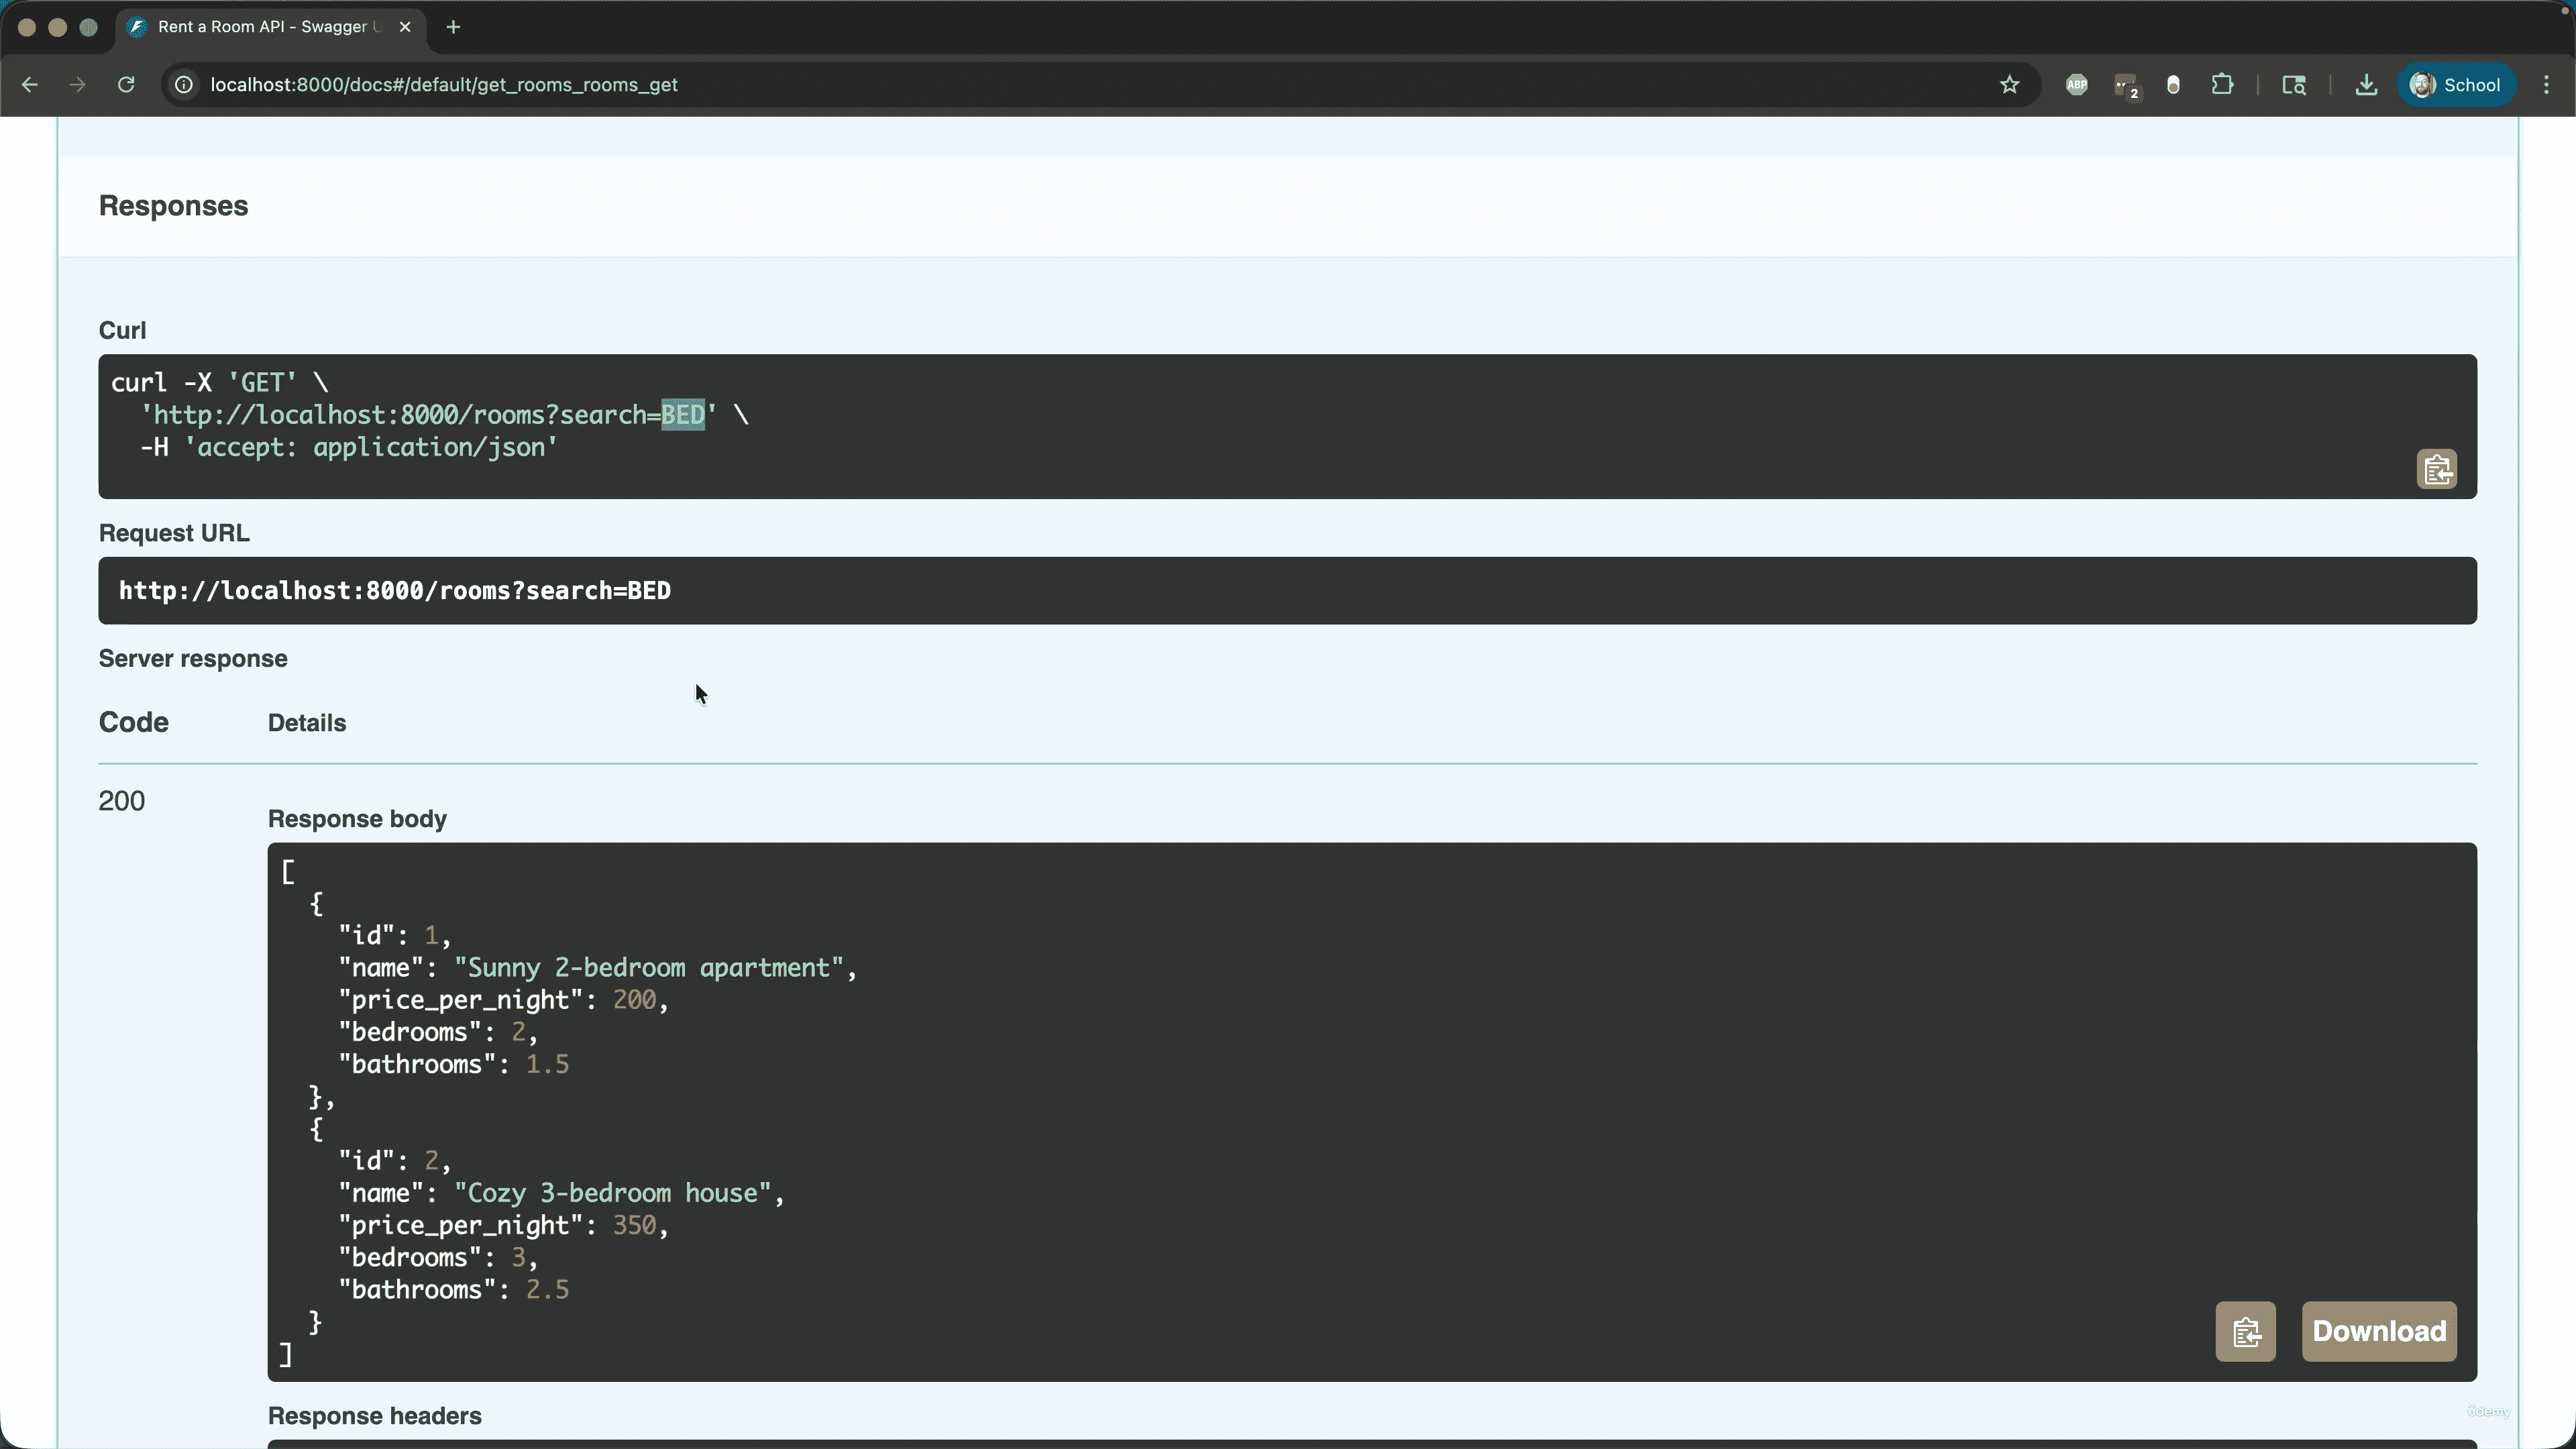 Rent a Room API - Swagger U
localhost:8000/docs#/default/get_rooms_rooms_get
ABP
2
School
Responses
Curl
curl -X 'GET' \
'http://localhost:8000/rooms?search=BED' \
-H 'accept: application/json'
Request URL
http://localhost:8000/rooms?search=BED
Server response
Code Details
200
Response body
[
{
"id": 1,
"name": "Sunny 2-bedroom apartment",
"price_per_night": 200,
"bedrooms": 2,
"bathrooms": 1.5
},
{
"id": 2,
"name": "Cozy 3-bedroom house",
"price_per_night": 350,
"bedrooms": 3,
"bathrooms": 2.5
}
]
Download
Response headers
ûdemy